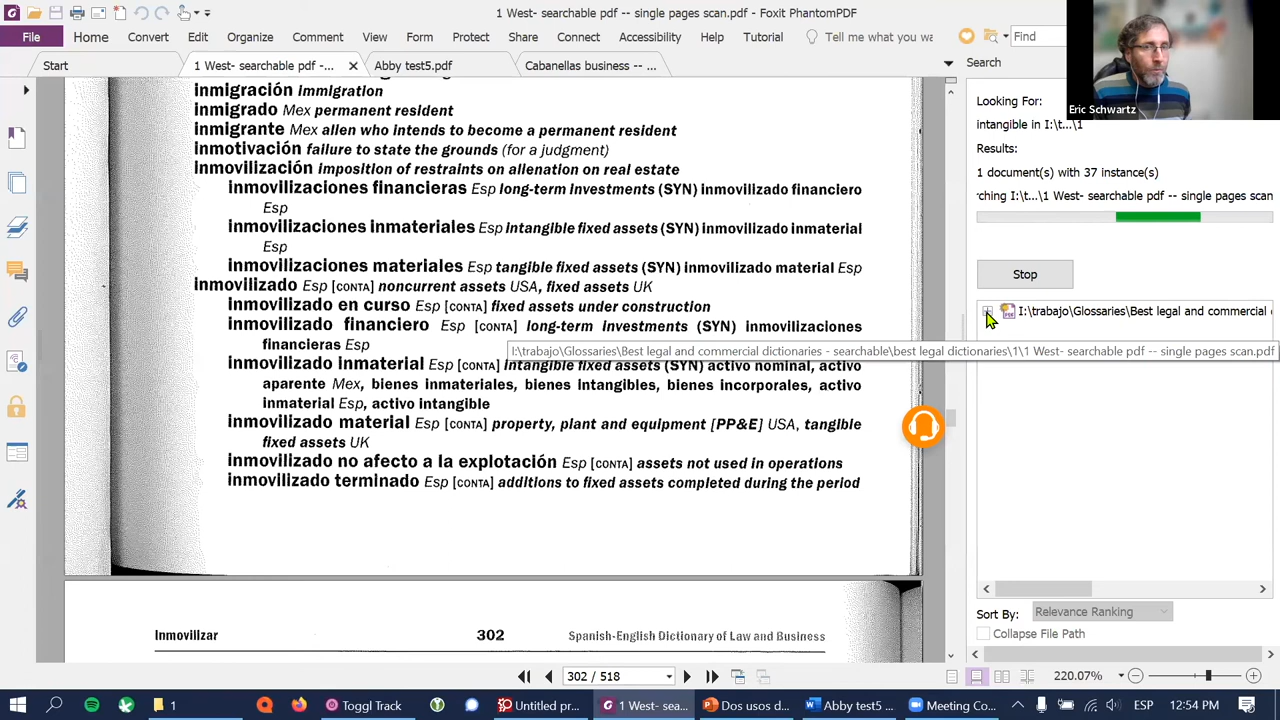 1 West- searchable pdf -- single pages scan.pdf - Foxit PhantomPDF
File Home Convert Edit Organize Comment View Form Protect Share Connect Accessibility Help Tutorial Tell me what you wa Find
Start 1 West- searchable pdf -... Abby test5.pdf Cabanellas business -- ...
Inmigración immigration
inmigrado Mex permanent resident
inmigrante Mex alien who intends to become a permanent resident
Inmotivación failure to state the grounds (for a judgment)
Inmovilización imposition of restraints on alienation on real estate
inmovilizaciones financieras Esp long-term investments (SYN) inmovilizado financiero
Esp
inmovilizaciones inmateriales Esp intangible fixed assets (SYN) inmovilizado inmaterial
Esp
inmovilizaciones materiales Esp tangible fixed assets (SYN) inmovilizado material Esp
inmovilizado Esp [CONTA] noncurrent assets USA, fixed assets UK
inmovilizado en curso Esp [CONTA] fixed assets under construction
inmovilizado financiero Esp [CONTA] long-term investments (SYN) inmovilizaciones
financieras Esp
inmovilizado inmaterial Esp [CONTA] intangible fixed assets (SYN) activo nominal, activo
aparente Mex, bienes inmateriales, bienes intangibles, bienes incorporales, activo
inmaterial Esp, activo intangible
inmovilizado material Esp [CONTA] property, plant and equipment [PP&E] USA, tangible
fixed assets UK
inmovilizado no afecto a la explotación Esp [CONTA] assets not used in operations
inmovilizado terminado Esp [CONTA] additions to fixed assets completed during the period
Inmovilizar 302 Spanish-English Dictionary of Law and Business
Search
Eric Schwartz
Looking For:
intangible in I:\t...\1
Results:
1 document(s) with 37 instance(s)
rching I:\t...\1 West- searchable pdf -- single pages scan
Stop
I:\trabajo\Glossaries\Best legal and commercial
I:\trabajo\Glossaries\Best legal and commercial dictionaries - searchable\best legal dictionaries\1\1 West- searchable pdf -- single pages scan.pdf
Sort By: Relevance Ranking
Collapse File Path
302 / 518 220.07%
1 Toggl Track Untitled pr... 1 West- sea... Dos usos d... Abby test5... Meeting Co... ESP 12:54 PM